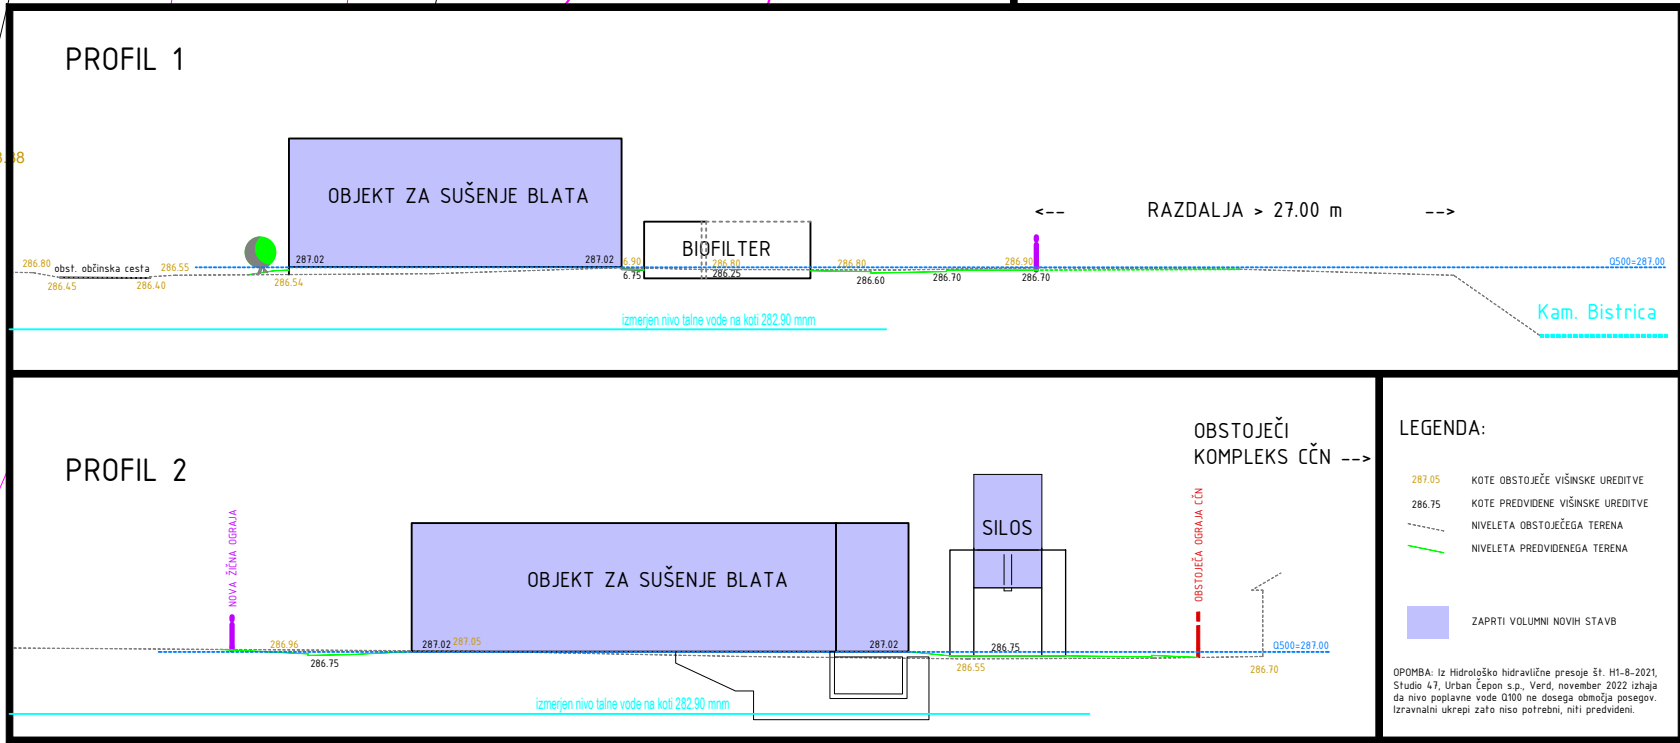 PROFIL 1
OBJEKT ZA SUŠENJE BLATA
<-- RAZDALJA > 27.00 m -->
BIOFILTER
286.80
obst. občinska cesta
286.55
287.02
287.02
6.90
286.80
286.80
286.90
Q500=287.00
286.45
286.40
286.54
6.75
286.25
286.60
286.70
286.70
izmerjen nivo talne vode na koti 282.90 mnm
Kam. Bistrica
PROFIL 2
OBSTOJEČI
KOMPLEKS CČN -->
NOVA ŽIČNA OGRAJA
OBJEKT ZA SUŠENJE BLATA
SILOS
OBSTOJEČA OGRAJA CČN
286.96
286.75
287.02
287.05
287.02
286.75
286.55
Q500=287.00
286.70
izmerjen nivo talne vode na koti 282.90 mnm
LEGENDA:
287.05 KOTE OBSTOJEČE VIŠINSKE UREDITVE
286.75 KOTE PREDVIDENE VIŠINSKE UREDITVE
NIVELETA OBSTOJEČEGA TERENA
NIVELETA PREDVIDENEGA TERENA
ZAPRTI VOLUMNI NOVIH STAVB
OPOMBA: Iz Hidrološko hidravlične presoje št. H1-8-2021,
Studio 47, Urban Čepon s.p., Verd, november 2022 izhaja
da nivo poplavne vode Q100 ne dosega območja posegov.
Izravnalni ukrepi zato niso potrebni, niti predvideni.